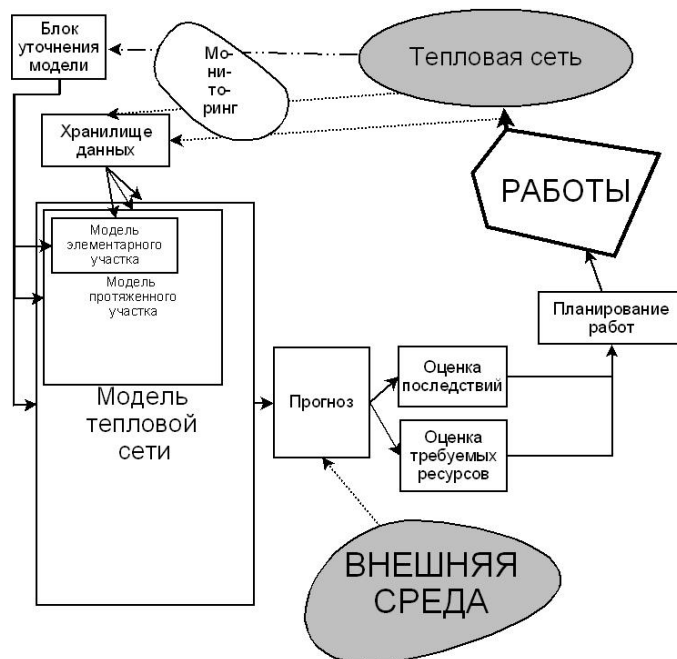 Блок
уточнения
модели
Мо-
ни-
то-
ринг
Тепловая сеть
Хранилище
данных
РАБОТЫ
Модель
элементарного
участка
Модель
протяженного
участка
Планирование
работ
Модель
тепловой
сети
Прогноз
Оценка
последствий
Оценка
требуемых
ресурсов
ВНЕШНЯЯ
СРЕДА